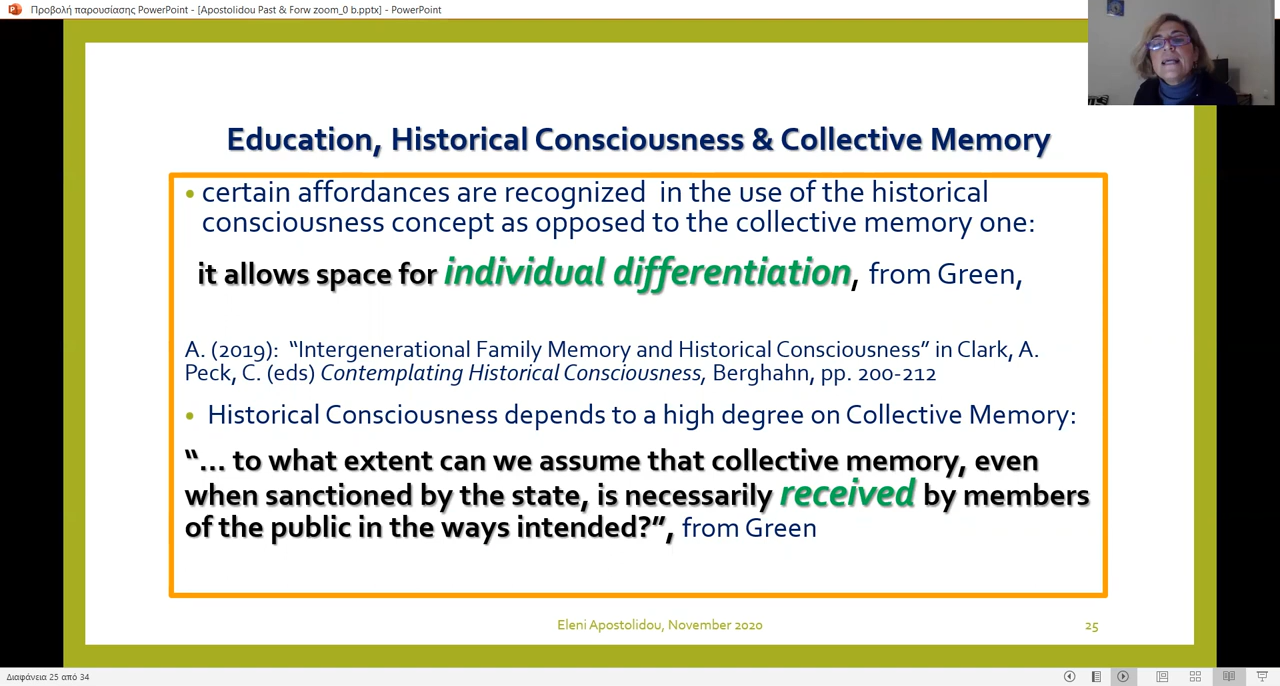 Προβολή παρουσίασης PowerPoint - [Apostolidou Past & Forw zoom_0 b.pptx] - PowerPoint
Education, Historical Consciousness & Collective Memory
• certain affordances are recognized in the use of the historical
consciousness concept as opposed to the collective memory one:
it allows space for individual differentiation, from Green,
A. (2019): “Intergenerational Family Memory and Historical Consciousness” in Clark, A.
Peck, C. (eds) Contemplating Historical Consciousness, Berghahn, pp. 200-212
• Historical Consciousness depends to a high degree on Collective Memory:
“... to what extent can we assume that collective memory, even
when sanctioned by the state, is necessarily received by members
of the public in the ways intended?”, from Green
Eleni Apostolidou, November 2020
25
Διαφάνεια 25 από 34